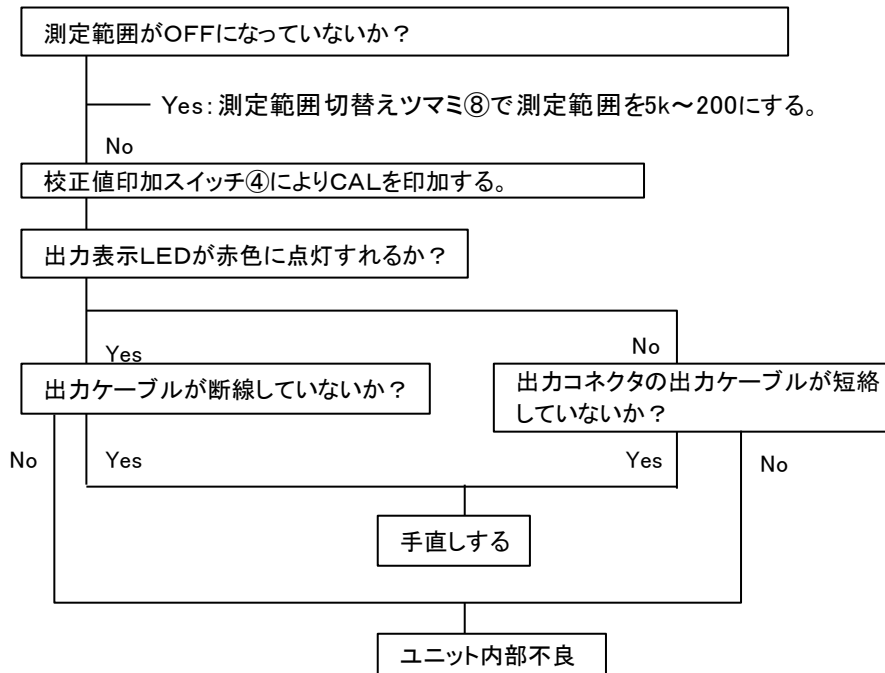 測定範囲がOFFになっていないか？
Yes：測定範囲切替えツマミ⑧で測定範囲を5k～200にする。
No
校正値印加スイッチ④によりCALを印加する。
出力表示LEDが赤色に点灯すれるか？
Yes
No
出力ケーブルが断線していないか？
出力コネクタの出力ケーブルが短絡
していないか？
No
Yes
Yes
No
手直しする
ユニット内部不良